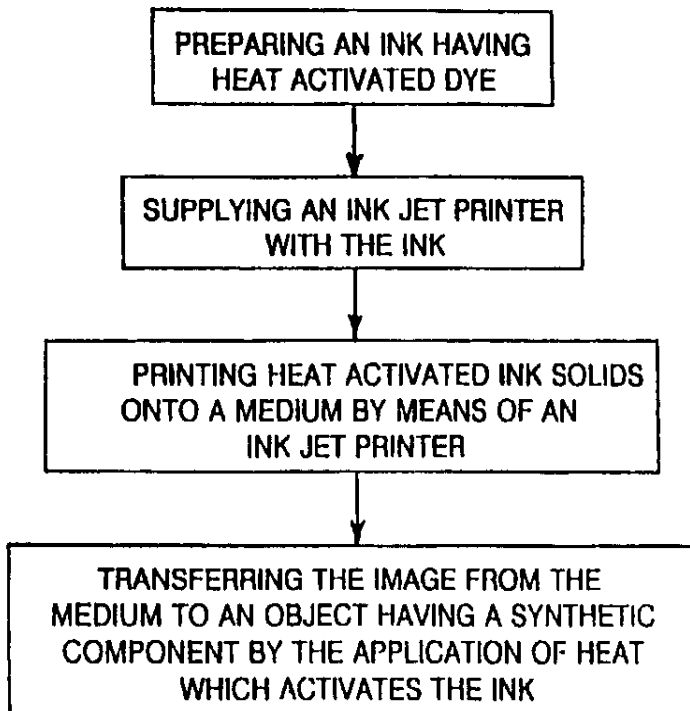 PREPARING AN INK HAVING
HEAT ACTIVATED DYE
SUPPLYING AN INK JET PRINTER
WITH THE INK
PRINTING HEAT ACTIVATED INK SOLIDS
ONTO A MEDIUM BY MEANS OF AN
INK JET PRINTER
TRANSFERRING THE IMAGE FROM THE
MEDIUM TO AN OBJECT HAVING A SYNTHETIC
COMPONENT BY THE APPLICATION OF HEAT
WHICH ACTIVATES THE INK